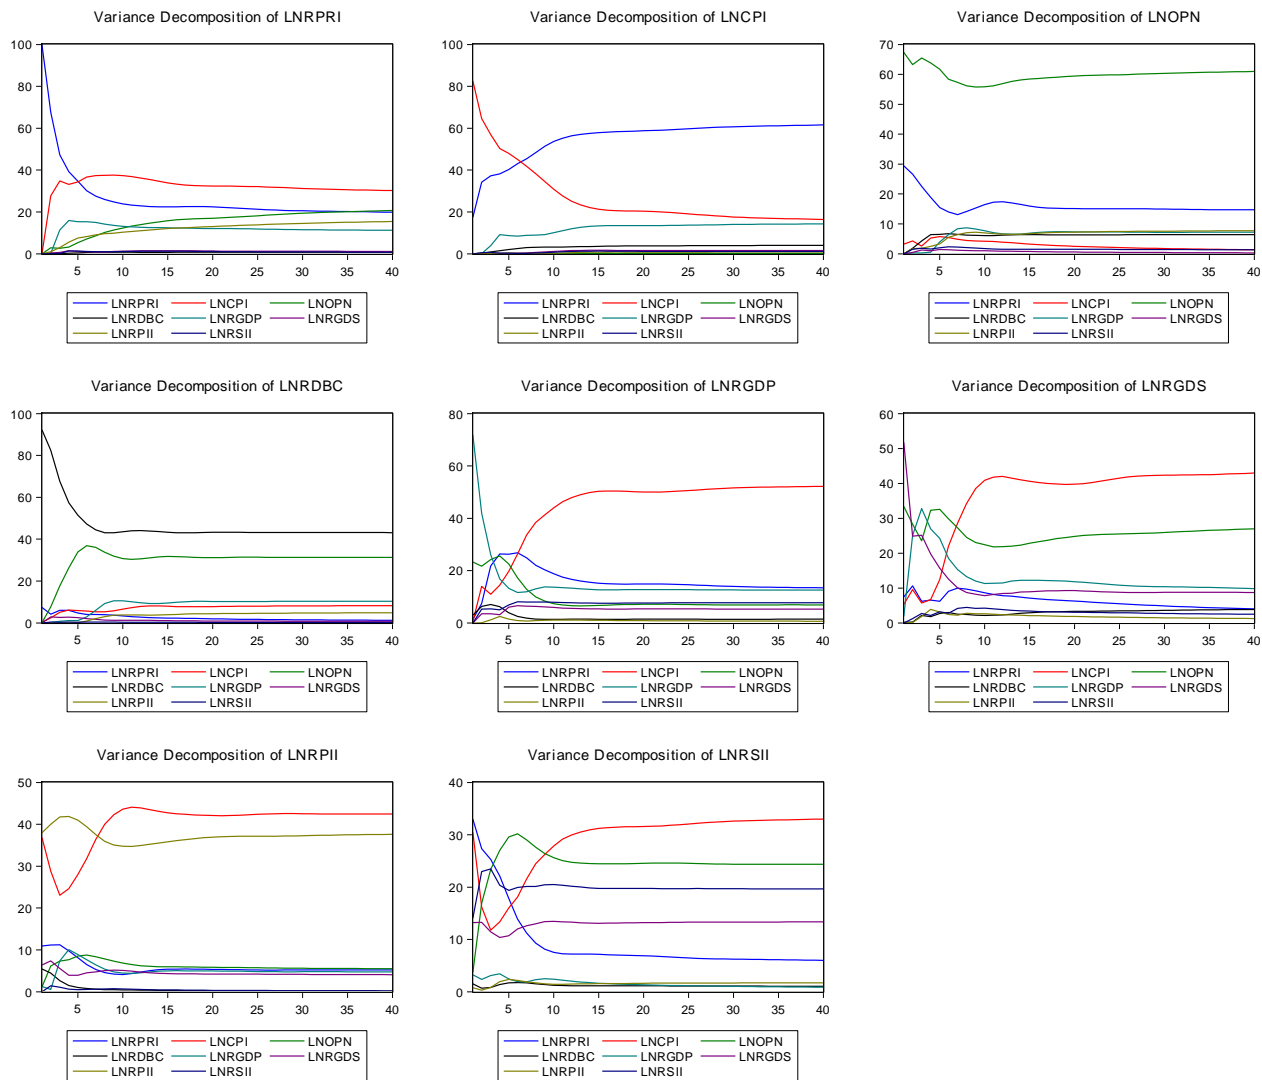 Variance Decomposition of LNRPRI
100
80
60
40
20
0
5 10 15 20 25 30 35 40
LNRPRI LNCPI LNOPN
LNRDBC LNRGDP LNRGDS
LNRPII LNRSII
Variance Decomposition of LNCPI
100
80
60
40
20
0
5 10 15 20 25 30 35 40
LNRPRI LNCPI LNOPN
LNRDBC LNRGDP LNRGDS
LNRPII LNRSII
Variance Decomposition of LNOPN
70
60
50
40
30
20
10
0
5 10 15 20 25 30 35 40
LNRPRI LNCPI LNOPN
LNRDBC LNRGDP LNRGDS
LNRPII LNRSII
Variance Decomposition of LNRDBC
100
80
60
40
20
0
5 10 15 20 25 30 35 40
LNRPRI LNCPI LNOPN
LNRDBC LNRGDP LNRGDS
LNRPII LNRSII
Variance Decomposition of LNRGDP
80
60
40
20
0
5 10 15 20 25 30 35 40
LNRPRI LNCPI LNOPN
LNRDBC LNRGDP LNRGDS
LNRPII LNRSII
Variance Decomposition of LNRGDS
60
50
40
30
20
10
0
5 10 15 20 25 30 35 40
LNRPRI LNCPI LNOPN
LNRDBC LNRGDP LNRGDS
LNRPII LNRSII
Variance Decomposition of LNRPII
50
40
30
20
10
0
5 10 15 20 25 30 35 40
LNRPRI LNCPI LNOPN
LNRDBC LNRGDP LNRGDS
LNRPII LNRSII
Variance Decomposition of LNRSII
40
30
20
10
0
5 10 15 20 25 30 35 40
LNRPRI LNCPI LNOPN
LNRDBC LNRGDP LNRGDS
LNRPII LNRSII